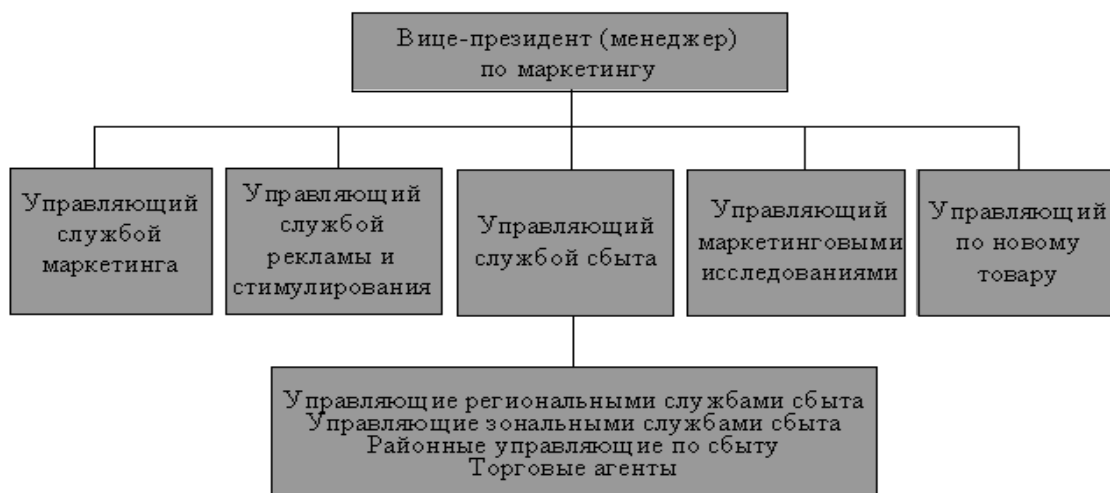 Вице-президент (менеджер)
по маркетингу
Управляющий
службой
маркетинга
Управляющий
службой
рекламы и
стимулирования
Управляющий
службой сбыта
Управляющий
маркетинговыми
исследованиями
Управляющий
по новому
товару
Управляющие региональными службами сбыта
Управляющие зональными службами сбыта
Районные управляющие по сбыту
Торговые агенты